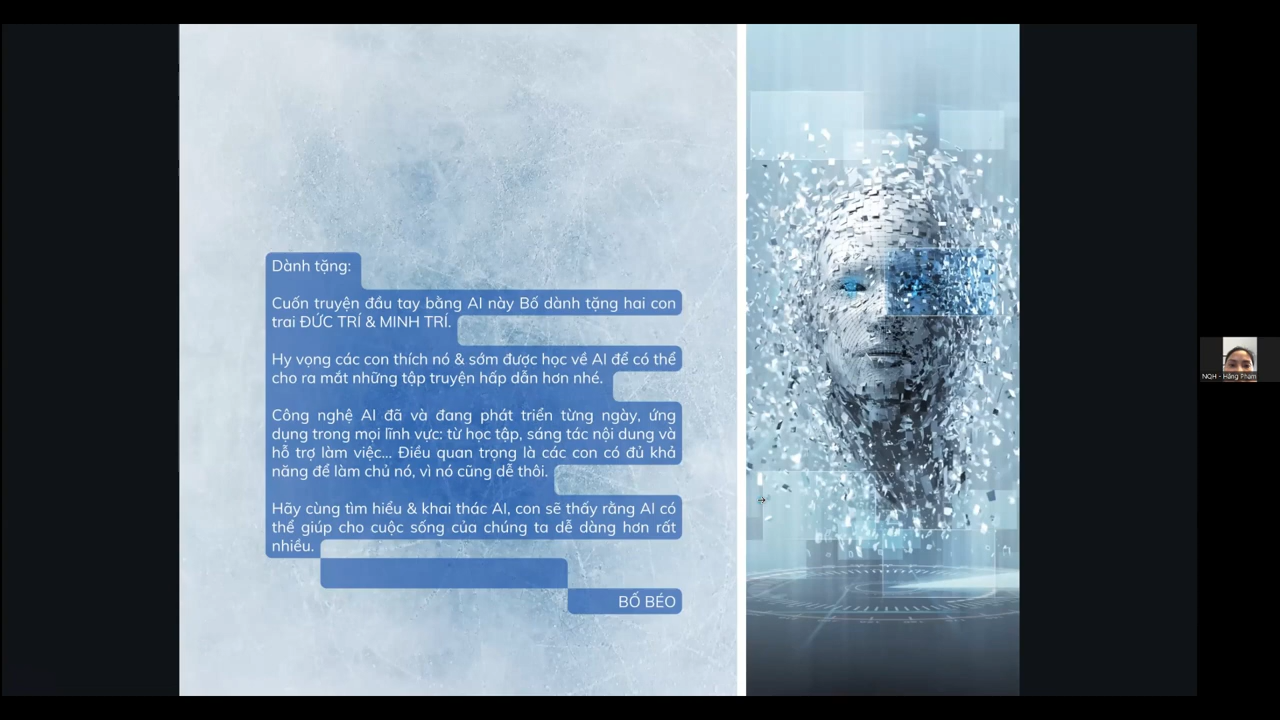 Dành tặng:
Cuốn truyện đầu tay bằng AI này Bố dành tặng hai con
trai ĐỨC TRÍ & MINH TRÍ.
Hy vọng các con thích nó & sớm được học về AI để có thể
cho ra mắt những tập truyện hấp dẫn hơn nhé.
Công nghệ AI đã và đang phát triển từng ngày, ứng
dụng trong mọi lĩnh vực: từ học tập, sáng tác nội dung và
hỗ trợ làm việc... Điều quan trọng là các con có đủ khả
năng để làm chủ nó, vì nó cũng dễ thôi.
Hãy cùng tìm hiểu & khai thác AI, con sẽ thấy rằng AI có
thể giúp cho cuộc sống của chúng ta dễ dàng hơn rất
nhiều.
BỐ BÉO
NQH - Hằng Phạm